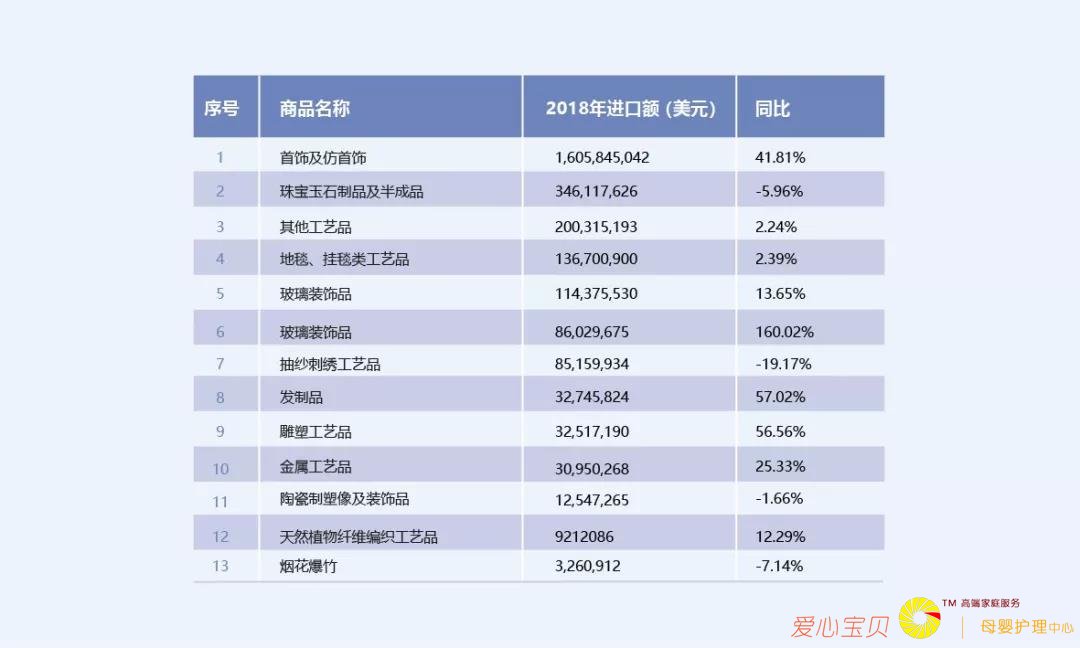 序号 商品名称 2018年进口额 (美元) 同比
1 首饰及仿首饰 1,605,845,042 41.81%
2 珠宝玉石制品及半成品 346,117,626 -5.96%
3 其他工艺品 200,315,193 2.24%
4 地毯、挂毯类工艺品 136,700,900 2.39%
5 玻璃装饰品 114,375,530 13.65%
6 玻璃装饰品 86,029,675 160.02%
7 抽纱刺绣工艺品 85,159,934 -19.17%
8 发制品 32,745,824 57.02%
9 雕塑工艺品 32,517,190 56.56%
10 金属工艺品 30,950,268 25.33%
11 陶瓷制塑像及装饰品 12,547,265 -1.66%
12 天然植物纤维编织工艺品 9212086 12.29%
13 烟花爆竹 3,260,912 -7.14%
TM 高端家庭服务
爱心宝贝 | 母婴护理中心